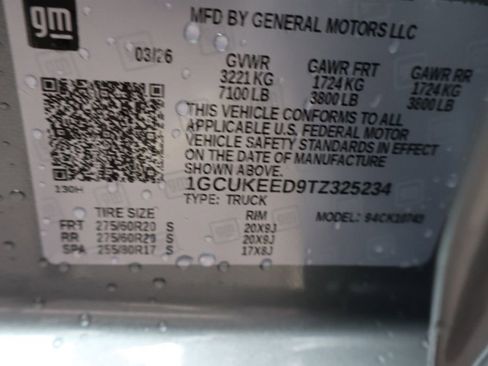 gm
MFD BY GENERAL MOTORS LLC
03/26 GVWR GAWR FRT GAWR RR
3221 KG 1724 KG 1724 KG
7100 LB 3800 LB 3800 LB
THIS VEHICLE CONFORMS TO ALL
APPLICABLE U.S. FEDERAL MOTOR
VEHICLE SAFETY STANDARDS IN EFFECT
ON THE DATE OF MANUFACTURE
SHOWN ABOVE.
130H
1GCUKEED9TZ325234
TYPE: TRUCK MODEL:
TIRE SIZE RIM
FRT 275/60R20 S 20X9J
RR 275/60R20 S 20X9J
SPA 255/80R17 S 17X8J